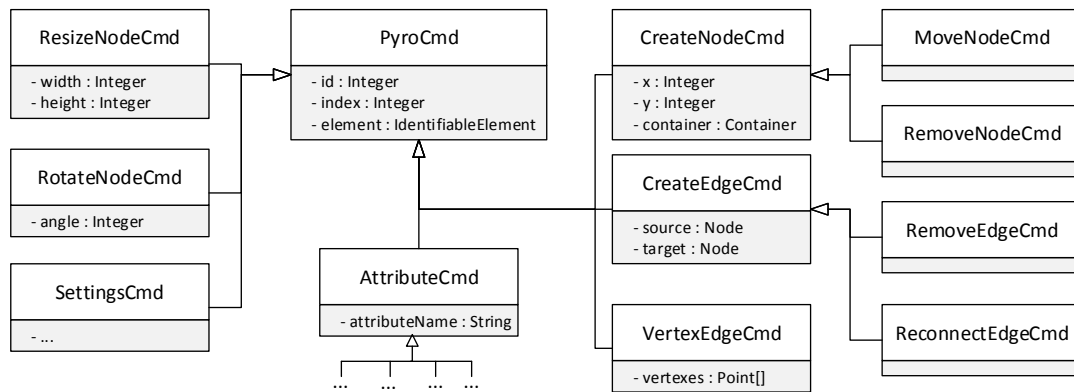 ResizeNodeCmd
- width : Integer
- height : Integer
PyroCmd
- id : Integer
- index : Integer
- element : IdentifiableElement
CreateNodeCmd
- x : Integer
- y : Integer
- container : Container
MoveNodeCmd
RemoveNodeCmd
RotateNodeCmd
- angle : Integer
CreateEdgeCmd
- source : Node
- target : Node
RemoveEdgeCmd
SettingsCmd
- ...
AttributeCmd
- attributeName : String
... ... ... ...
VertexEdgeCmd
- vertexes : Point[]
ReconnectEdgeCmd